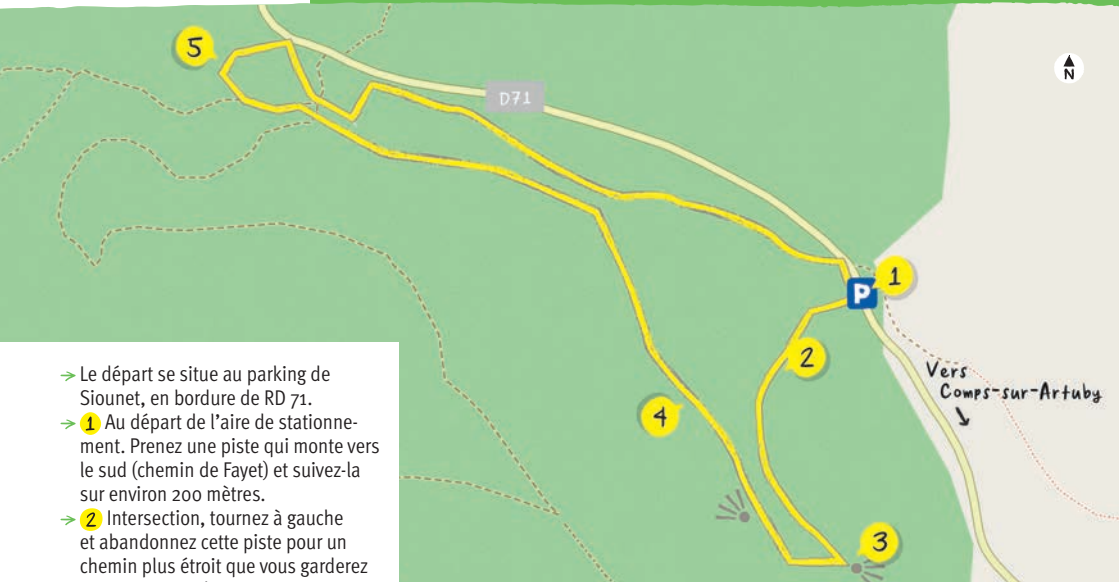 5
N
D71
1
P
2
Vers
Comps-sur-Artuby
4
3
→ Le départ se situe au parking de
Siounet, en bordure de RD 71.
→ 1 Au départ de l'aire de stationne-
ment. Prenez une piste qui monte vers
le sud (chemin de Fayet) et suivez-la
sur environ 200 mètres.
→ 2 Intersection, tournez à gauche
et abandonnez cette piste pour un
chemin plus étroit que vous garderez